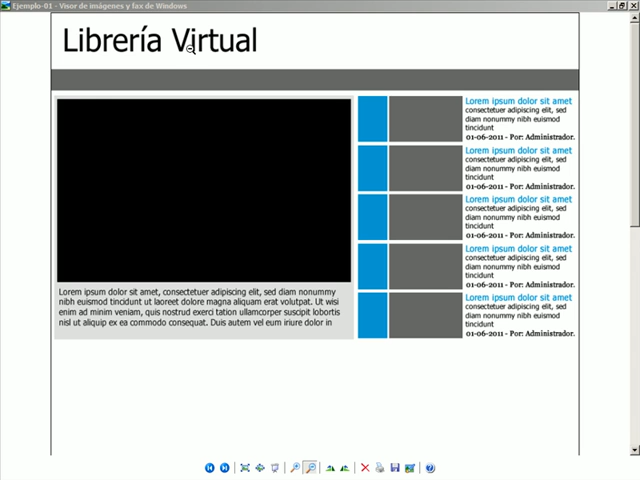 Ejemplo-01 - Visor de imágenes y fax de Windows
Librería Virtual
Lorem ipsum dolor sit amet, consectetuer adipiscing elit, sed diam nonummy
nibh euismod tincidunt ut laoreet dolore magna aliquam erat volutpat. Ut wisi
enim ad minim veniam, quis nostrud exerci tation ullamcorper suscipit lobortis
nisl ut aliquip ex ea commodo consequat. Duis autem vel eum iriure dolor in
Lorem ipsum dolor sit amet
consectetuer adipiscing elit, sed
diam nonummy nibh euismod
tincidunt
01-06-2011 - Por: Administrador.
Lorem ipsum dolor sit amet
consectetuer adipiscing elit, sed
diam nonummy nibh euismod
tincidunt
01-06-2011 - Por: Administrador.
Lorem ipsum dolor sit amet
consectetuer adipiscing elit, sed
diam nonummy nibh euismod
tincidunt
01-06-2011 - Por: Administrador.
Lorem ipsum dolor sit amet
consectetuer adipiscing elit, sed
diam nonummy nibh euismod
tincidunt
01-06-2011 - Por: Administrador.
Lorem ipsum dolor sit amet
consectetuer adipiscing elit, sed
diam nonummy nibh euismod
tincidunt
01-06-2011 - Por: Administrador.